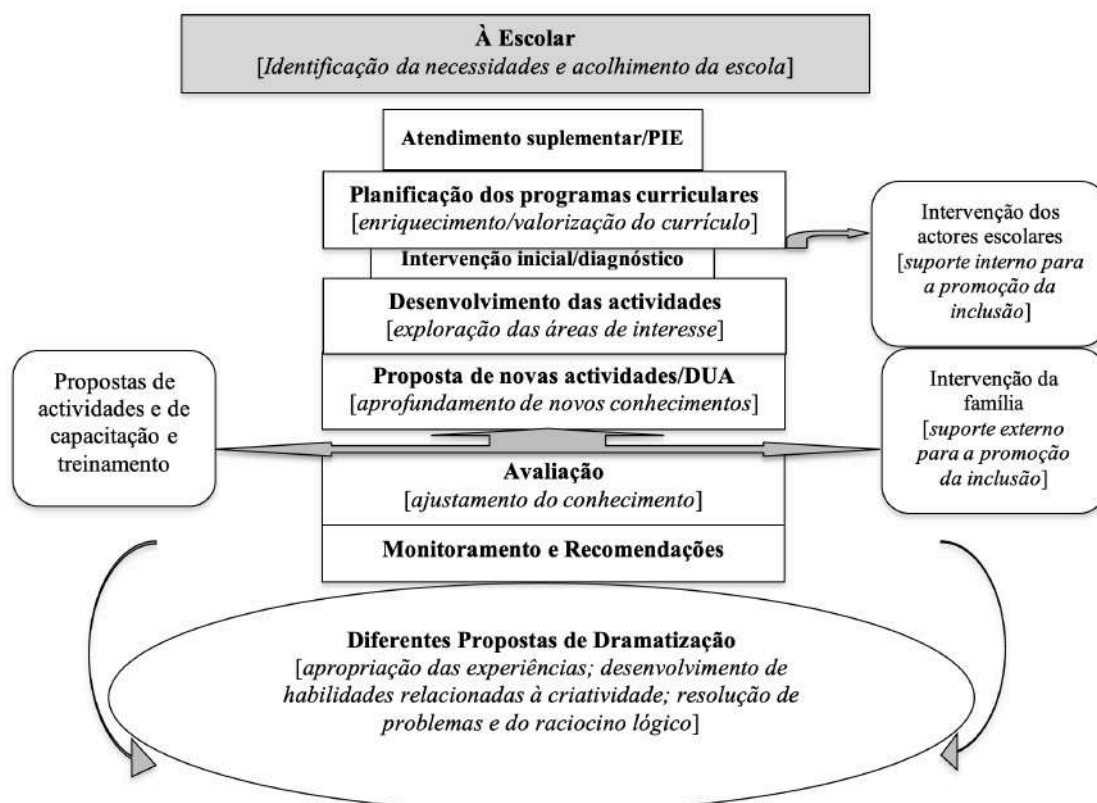 À Escolar
[Identificação da necessidades e acolhimento da escola]
Atendimento suplementar/PIE
Planificação dos programas curriculares
[enriquecimento/valorização do currículo]
Intervenção inicial/diagnóstico
Desenvolvimento das actividades
[exploração das áreas de interesse]
Proposta de novas actividades/DUA
[aprofundamento de novos conhecimentos]
Avaliação
[ajustamento do conhecimento]
Monitoramento e Recomendações
Intervenção dos
actores escolares
[suporte interno para
a promoção da
inclusão]
Propostas de
actividades e de
capacitação e
treinamento
Intervenção da
família
[suporte externo
para a promoção
da inclusão]
Diferentes Propostas de Dramatização
[apropriação das experiências; desenvolvimento de
habilidades relacionadas à criatividade; resolução de
problemas e do raciocino lógico]